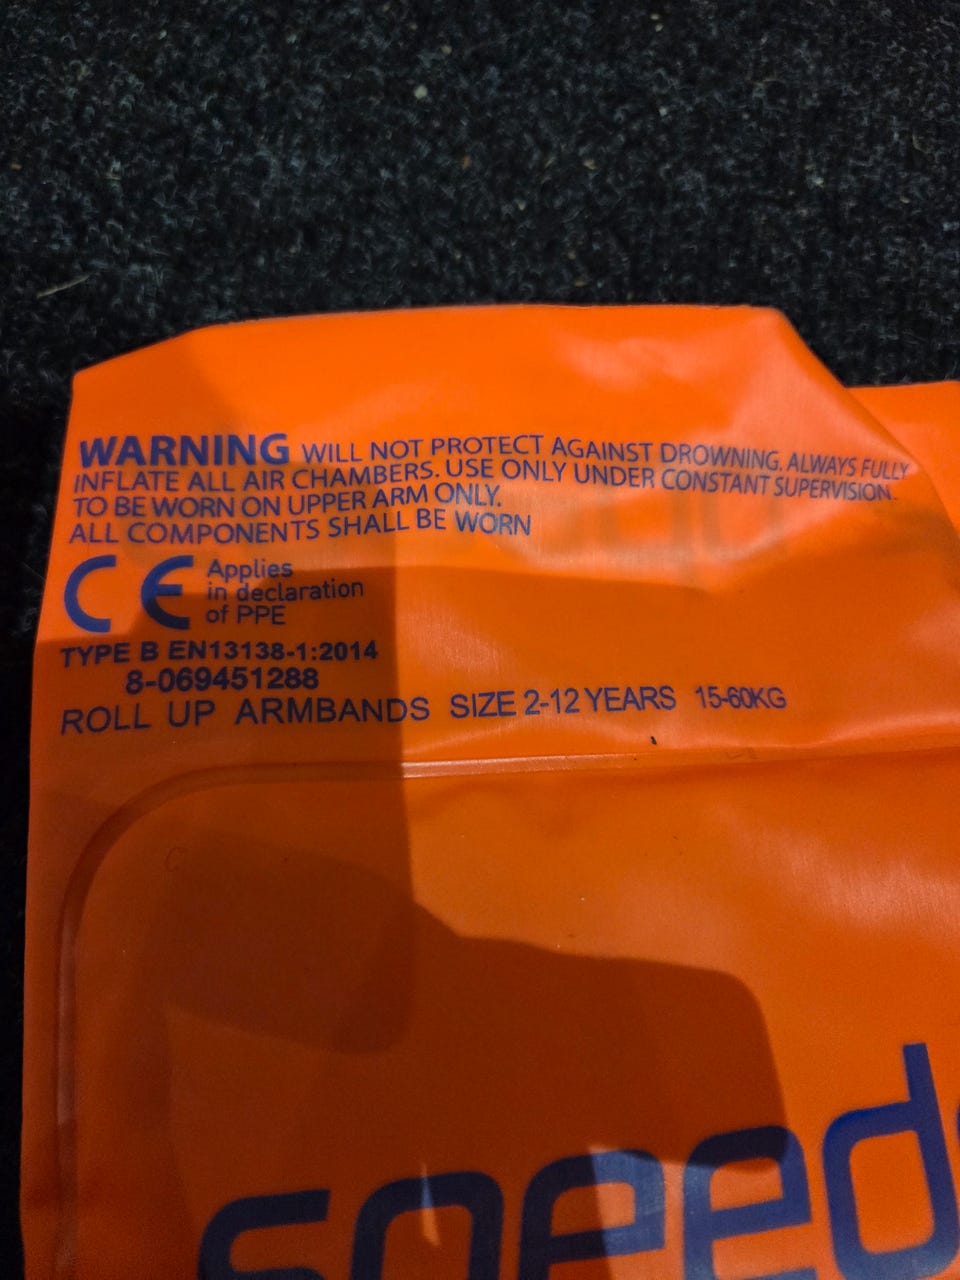 WARNING WILL NOT PROTECT AGAINST DROWNING. ALWAYS FULLY
INFLATE ALL AIR CHAMBERS. USE ONLY UNDER CONSTANT SUPERVISION.
TO BE WORN ON UPPER ARM ONLY.
ALL COMPONENTS SHALL BE WORN
CE Applies
in declaration
of PPE
TYPE B EN13138-1:2014
8-069451288
ROLL UP ARMBANDS SIZE 2-12 YEARS 15-60KG
speedo